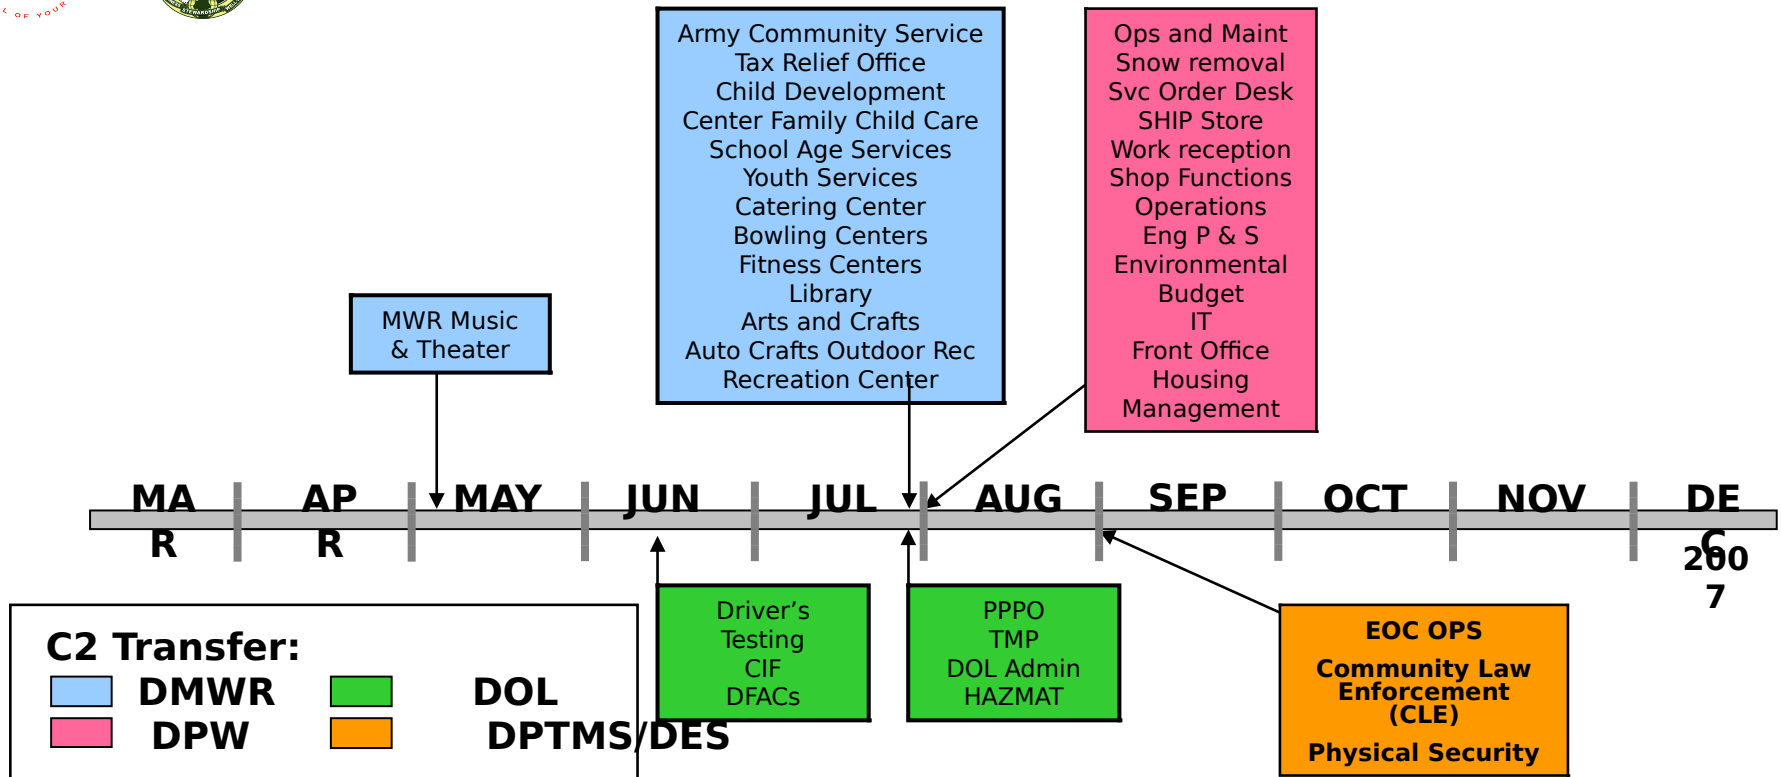 L OF YOUR
STEWARDSHIP
Army Community Service
Tax Relief Office
Child Development
Center Family Child Care
School Age Services
Youth Services
Catering Center
Bowling Centers
Fitness Centers
Library
Arts and Crafts
Auto Crafts Outdoor Rec
Recreation Center
Ops and Maint
Snow removal
Svc Order Desk
SHIP Store
Work reception
Shop Functions
Operations
Eng P & S
Environmental
Budget
IT
Front Office
Housing
Management
MWR Music
& Theater
MA
R
AP
R
MAY
JUN
JUL
AUG
SEP
OCT
NOV
DE
C
200
7
Driver’s
Testing
CIF
DFACs
PPPO
TMP
DOL Admin
HAZMAT
EOC OPS
Community Law
Enforcement
(CLE)
Physical Security
C2 Transfer:
DMWR
DOL
DPW
DPTMS/DES